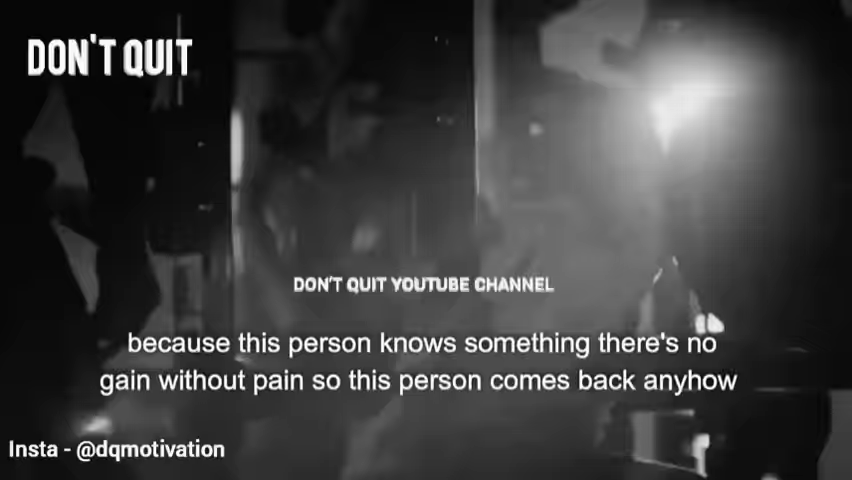 DON'T QUIT
DON'T QUIT YOUTUBE CHANNEL
because this person knows something there's no
gain without pain so this person comes back anyhow
Insta - @dqmotivation